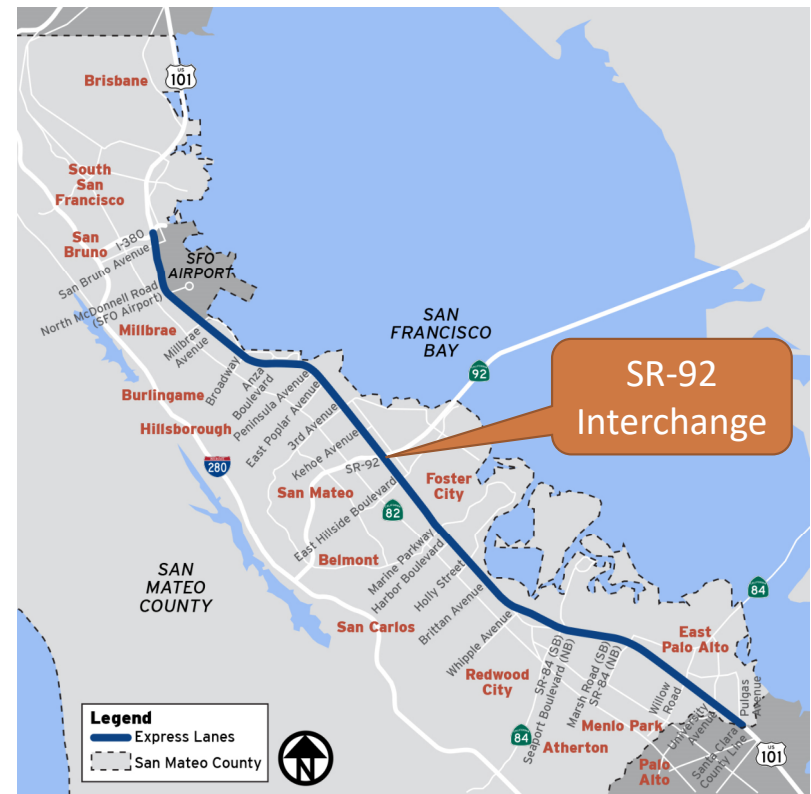 US
101
Brisbane
South
San
Francisco
San
Bruno
I-380
San Bruno Avenue
SFO
AIRPORT
North McDonnell Road
(SFO Airport)
Millbrae
Millbrae
Avenue
SAN
FRANCISCO
BAY
92
SR-92
Interchange
Burlingame
Broadway
Anza
Boulevard
Hillsborough
Peninsula Avenue
East Poplar Avenue
3rd Avenue
Kehoe Avenue
280
SR-92
San Mateo
Foster
City
East Hillside Boulevard
82
Belmont
Marine Parkway
Harbor Boulevard
SAN
MATEO
COUNTY
Holly Street
San Carlos
Brittan Avenue
84
Whipple Avenue
East
Palo Alto
Redwood
City
SR-84 (SB)
Seaport Boulevard (NB)
Marsh Road (SB)
SR-84 (NB)
Willow
Road
Pulgas
Avenue
Menlo Park
University
Avenue
84
Atherton
Santa Clara
County Line
US
101
Palo
Alto
Legend
Express Lanes
San Mateo County
N